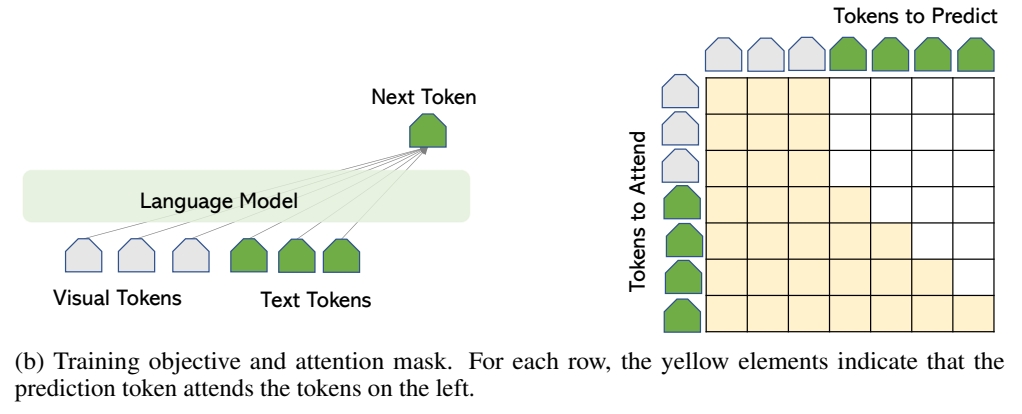 Tokens to Predict
Next Token
Tokens to Attend
Language Model
Visual Tokens
Text Tokens
(b) Training objective and attention mask. For each row, the yellow elements indicate that the
prediction token attends the tokens on the left.